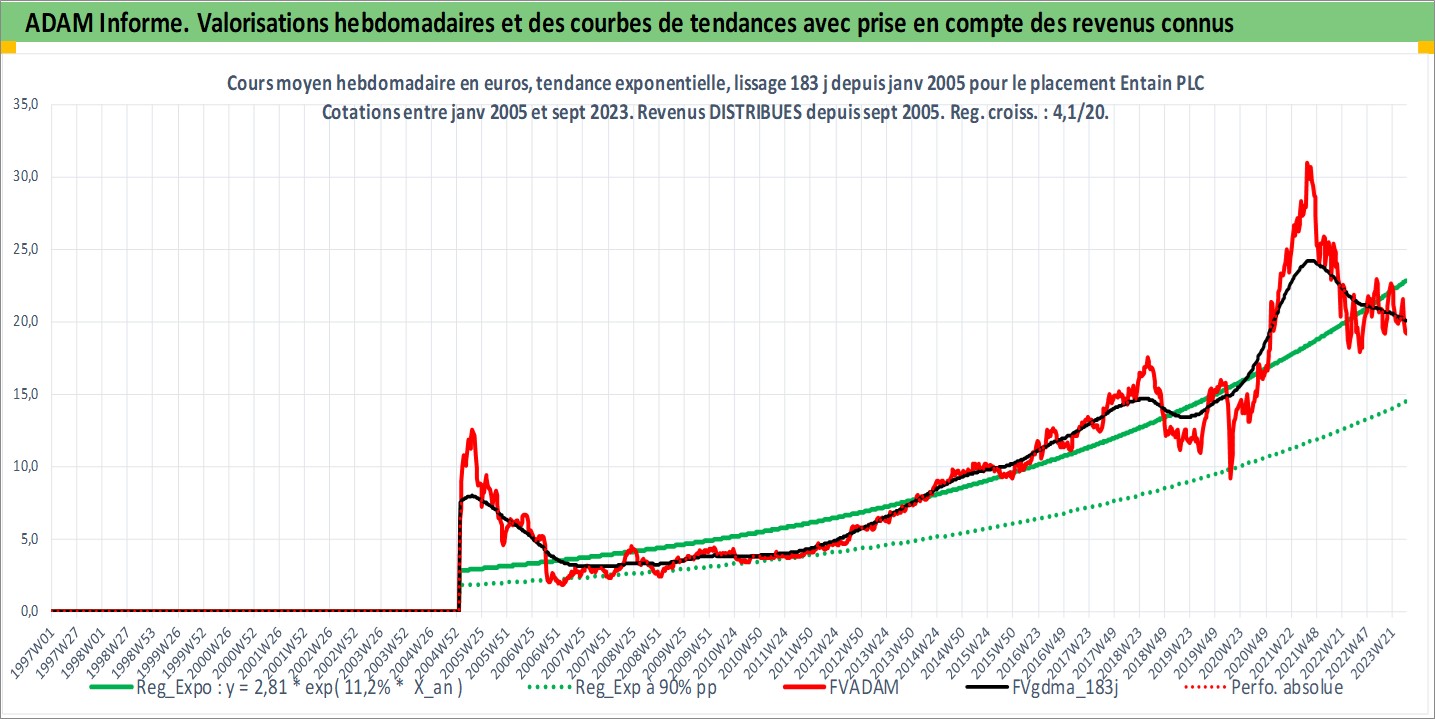 ADAM Informe. Valorisations hebdomadaires et des courbes de tendances avec prise en compte des revenus connus
Cours moyen hebdomadaire en euros, tendance exponentielle, lissage 183 j depuis janv 2005 pour le placement Entain PLC
Cotations entre janv 2005 et sept 2023. Revenus DISTRIBUES depuis sept 2005. Reg. croiss. : 4,1/20.
35,0
30,0
25,0
20,0
15,0
10,0
5,0
0,0
1997W01
1997W27
1998W01
1998W27
1998W53
1999W26
1999W52
2000W26
2000W52
2001W26
2001W52
2002W26
2002W52
2003W26
2003W52
2004W26
2004W52
2005W25
2005W51
2006W25
2006W51
2007W25
2007W51
2008W25
2008W51
2009W25
2009W51
2010W24
2010W50
2011W24
2011W50
2012W24
2012W50
2013W24
2013W50
2014W24
2014W50
2015W24
2015W50
2016W23
2016W49
2017W23
2017W49
2018W23
2018W49
2019W23
2019W49
2020W23
2020W49
2021W22
2021W48
2022W21
2022W47
2023W21
Reg_Expo : y = 2,81 * exp( 11,2% * X_an )
Reg_Exp à 90% pp
FVADAM
FVgdma_183j
Perfo. absolue